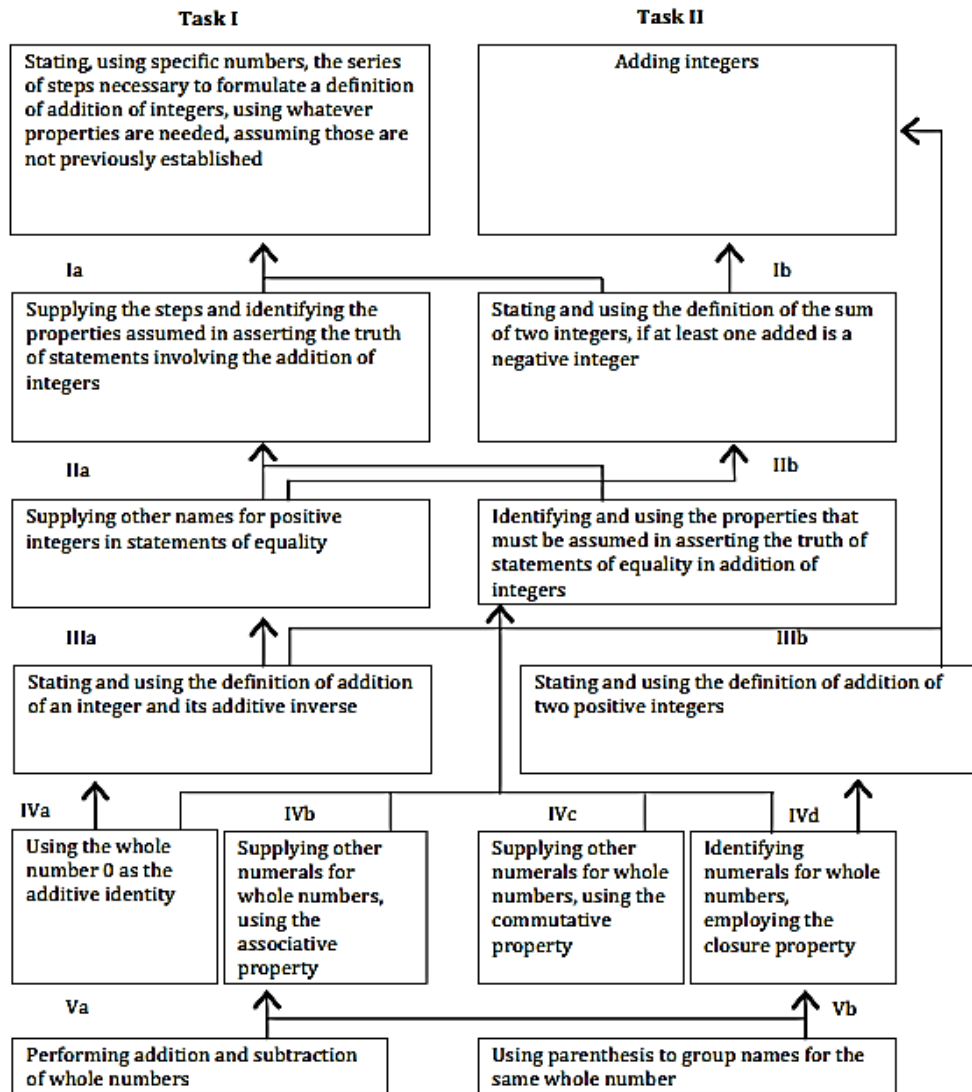 Task I
Task II
Stating, using specific numbers, the series
of steps necessary to formulate a definition
of addition of integers, using whatever
properties are needed, assuming those are
not previously established
Adding integers
Ia
Ib
Supplying the steps and identifying the
properties assumed in asserting the truth
of statements involving the addition of
integers
Stating and using the definition of the sum
of two integers, if at least one added is a
negative integer
IIa
IIb
Supplying other names for positive
integers in statements of equality
Identifying and using the properties that
must be assumed in asserting the truth of
statements of equality in addition of
integers
IIIa
IIIb
Stating and using the definition of addition
of an integer and its additive inverse
Stating and using the definition of addition of
two positive integers
IVa
IVb
IVc
IVd
Using the whole
number 0 as the
additive identity
Supplying other
numerals for
whole numbers,
using the
associative
property
Supplying other
numerals for whole
numbers, using the
commutative
property
Identifying
numerals for whole
numbers,
employing the
closure property
Va
Vb
Performing addition and subtraction
of whole numbers
Using parenthesis to group names for the
same whole number